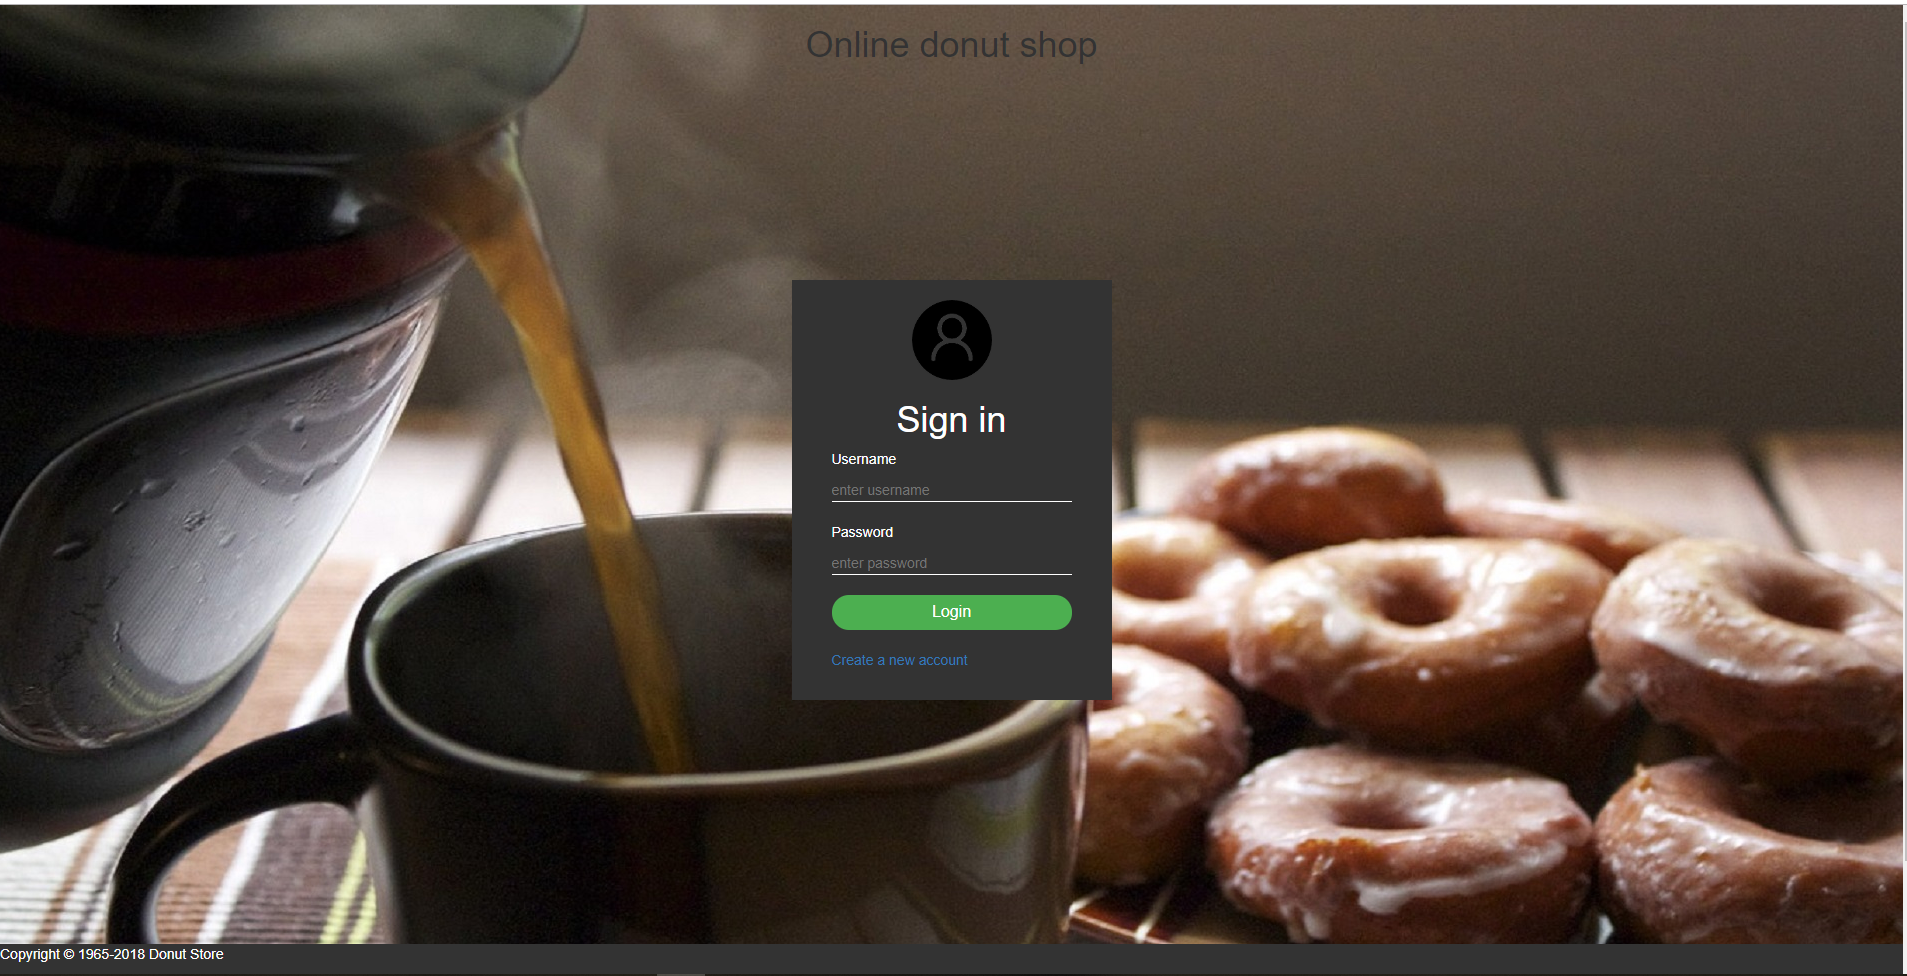 Online donut shop
Sign in
Username
enter username
Password
enter password
Login
Create a new account
Copyright © 1965-2018 Donut Store